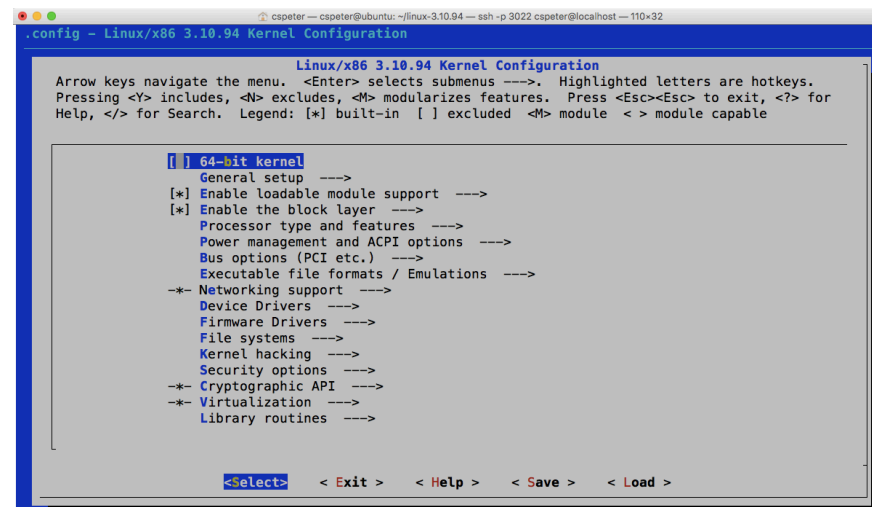 cspeter — cspeter@ubuntu: ~/linux-3.10.94 — ssh -p 3022 cspeter@localhost — 110×32
.config - Linux/x86 3.10.94 Kernel Configuration
Linux/x86 3.10.94 Kernel Configuration
Arrow keys navigate the menu.  <Enter> selects submenus --->.  Highlighted letters are hotkeys.
Pressing <Y> includes, <N> excludes, <M> modularizes features.  Press <Esc><Esc> to exit, <?> for
Help, </> for Search.  Legend: [*] built-in  [ ] excluded  <M> module  < > module capable
[ ] 64-bit kernel
General setup  --->
[*] Enable loadable module support  --->
[*] Enable the block layer  --->
Processor type and features  --->
Power management and ACPI options  --->
Bus options (PCI etc.)  --->
Executable file formats / Emulations  --->
-*- Networking support  --->
Device Drivers  --->
Firmware Drivers  --->
File systems  --->
Kernel hacking  --->
Security options  --->
-*- Cryptographic API  --->
-*- Virtualization  --->
Library routines  --->
<Select>    < Exit >    < Help >    < Save >    < Load >